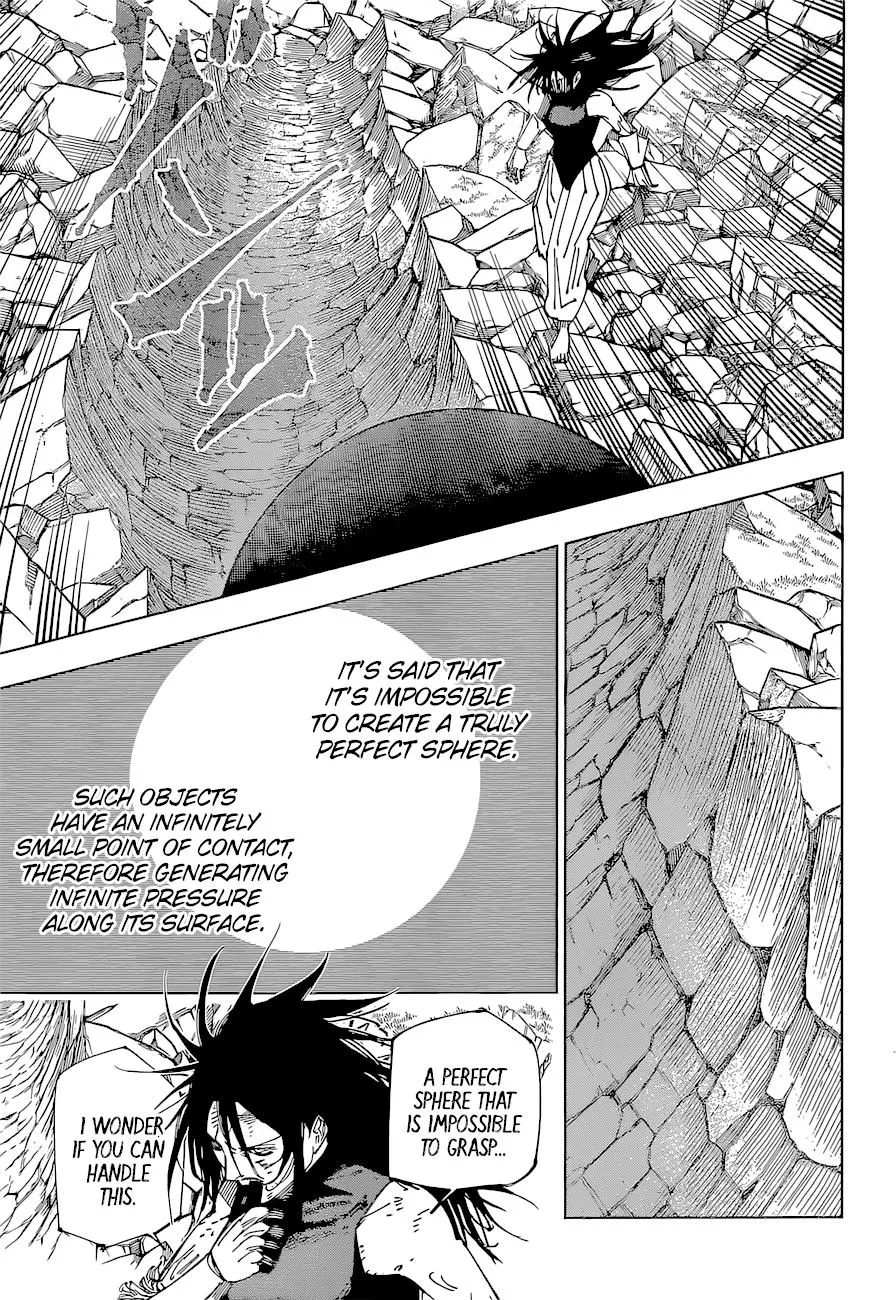 IT'S SAID THAT
IT'S IMPOSSIBLE
TO CREATE A TRULY
PERFECT SPHERE.
SUCH OBJECTS
HAVE AN INFINITELY
SMALL POINT OF CONTACT,
THEREFORE GENERATING
INFINITE PRESSURE
ALONG ITS SURFACE.
A PERFECT
SPHERE THAT
IS IMPOSSIBLE
TO GRASP...
I WONDER
IF YOU CAN
HANDLE
THIS.